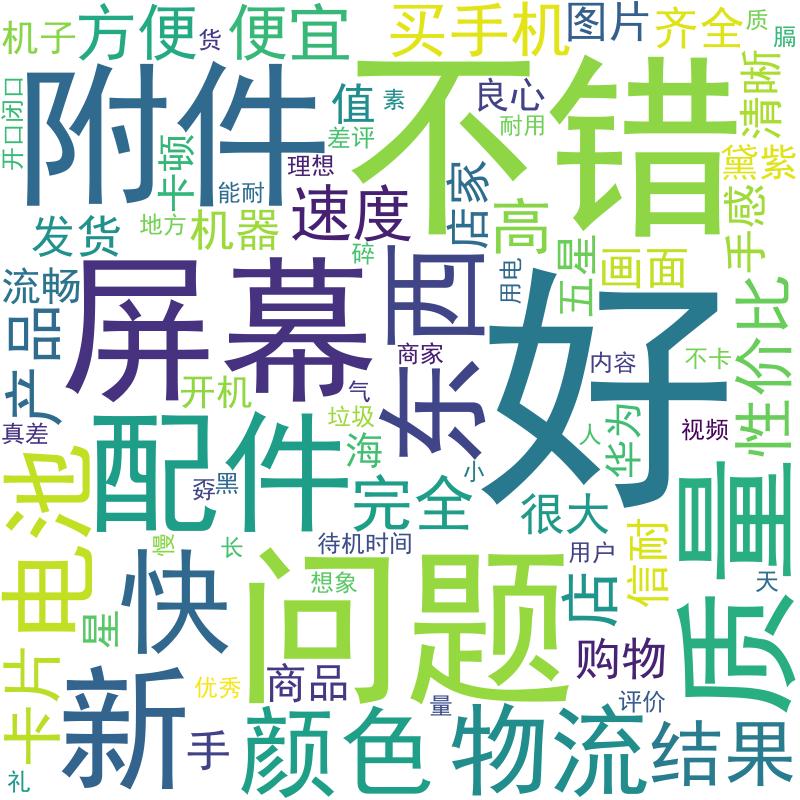 机子
方便
货
便宜
买手机
图片
齐全
质
膈
开口闭口
附件
卡顿
值
素
差评
不错
良心
耐用
清晰
黛紫
理想
能耐
地方
发货
机器
速度
店家
高
手感
碎
流畅
屏幕
东西
用电
五星
画面
产品
好
性价比
商家
内容
不卡
开机
气
真差
垃圾
华为
人
视频
配件
海
小
电池
孬
黑
完全
很大
质量
慢
长
待机时间
用户
信耐
天
快
问题
想象
店
星
卡片
新
优秀
商品
购物
量
评价
手
颜色
物流
结果
礼